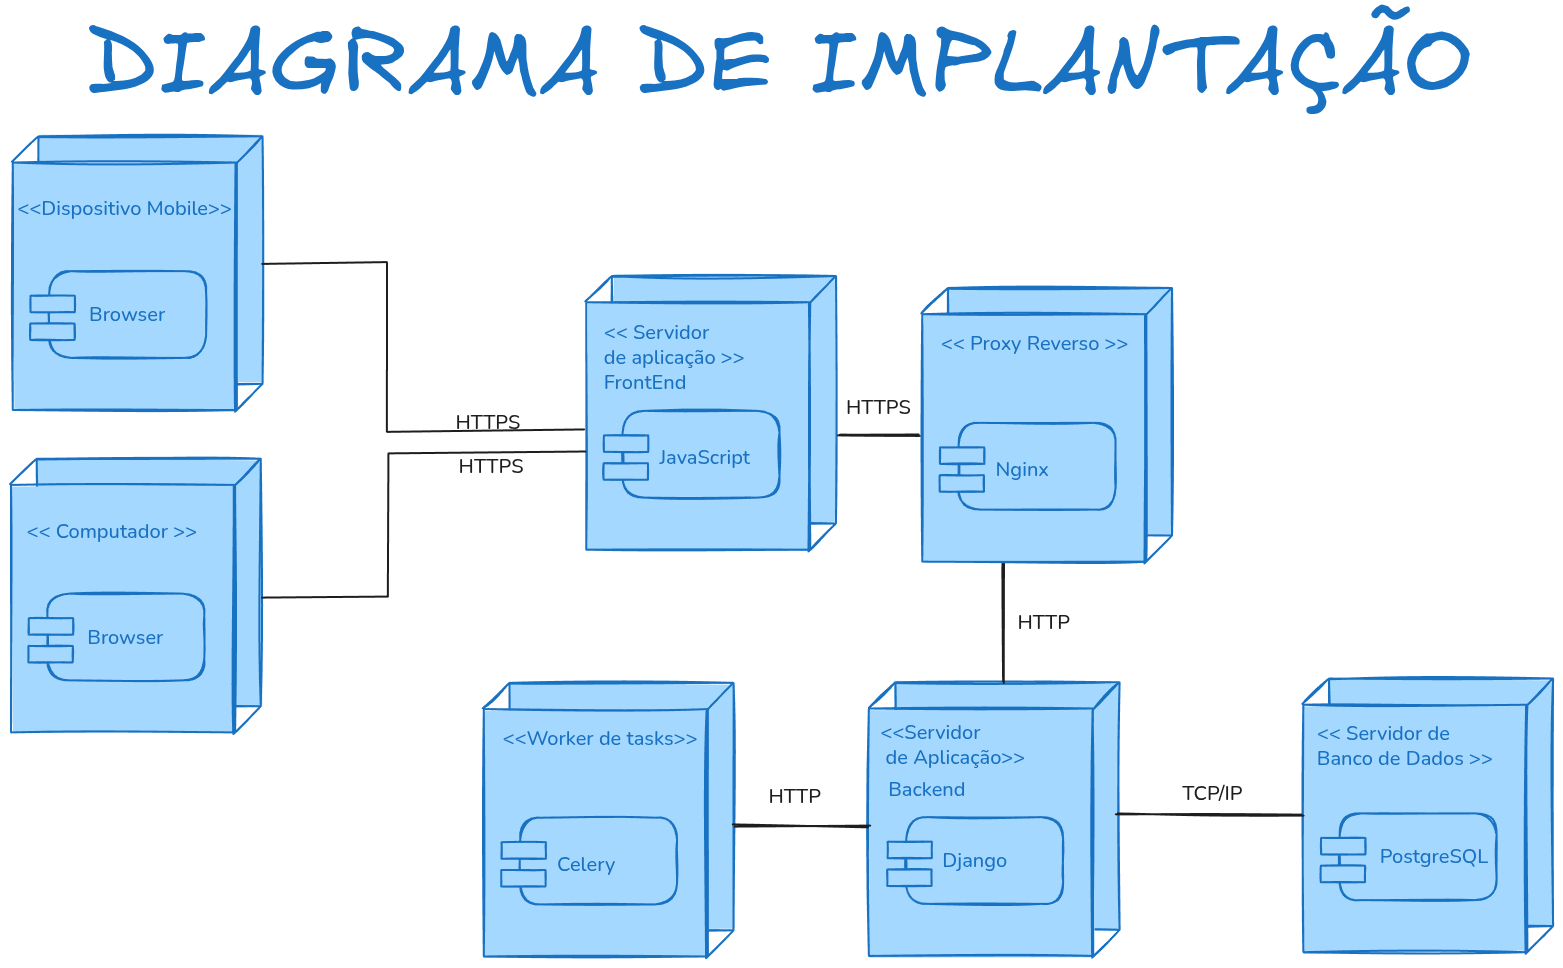 DIAGRAMA DE IMPLANTAÇÃO
<<Dispositivo Mobile>>
Browser
<< Computador >>
Browser
HTTPS
HTTPS
<< Servidor
de aplicação >>
FrontEnd
JavaScript
HTTPS
<< Proxy Reverso >>
Nginx
HTTP
<<Worker de tasks>>
Celery
HTTP
<<Servidor
de Aplicação>>
Backend
Django
TCP/IP
<< Servidor de
Banco de Dados >>
PostgreSQL